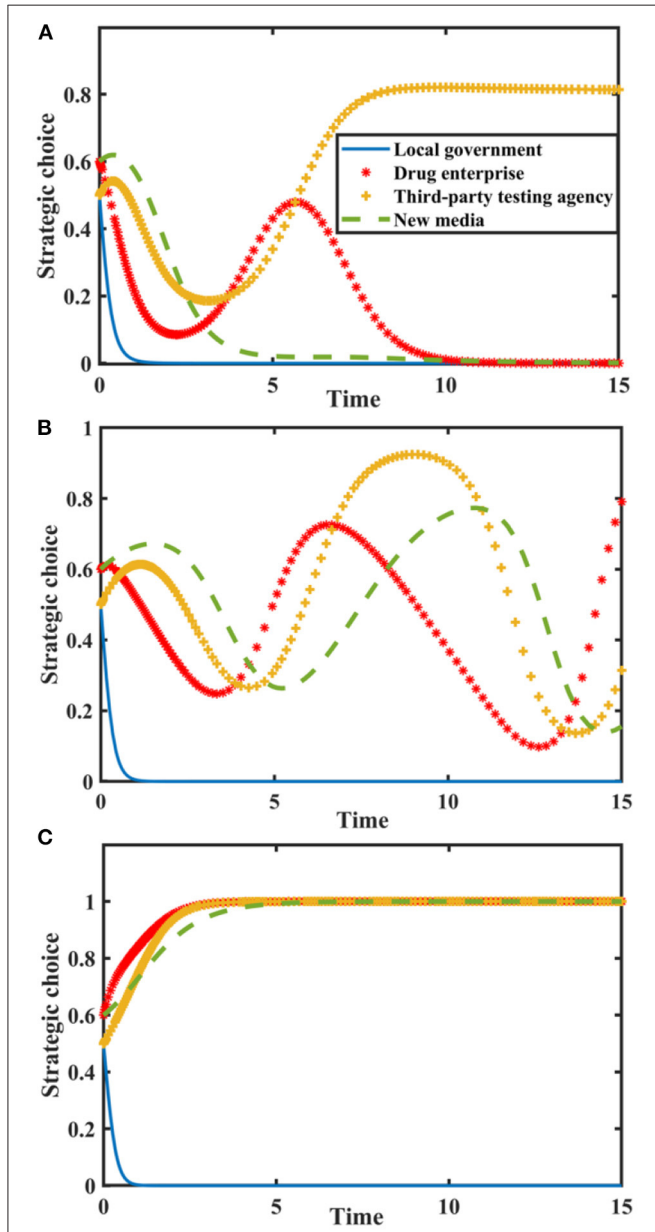 A
Strategic choice
0.8
0.6
0.4
0.2
0
Local government
Drug enterprise
Third-party testing agency
New media
0 5 10 15
Time
B
Strategic choice
1
0.8
0.6
0.4
0.2
0
0 5 10 15
Time
C
Strategic choice
1
0.8
0.6
0.4
0.2
0
0 5 10 15
Time